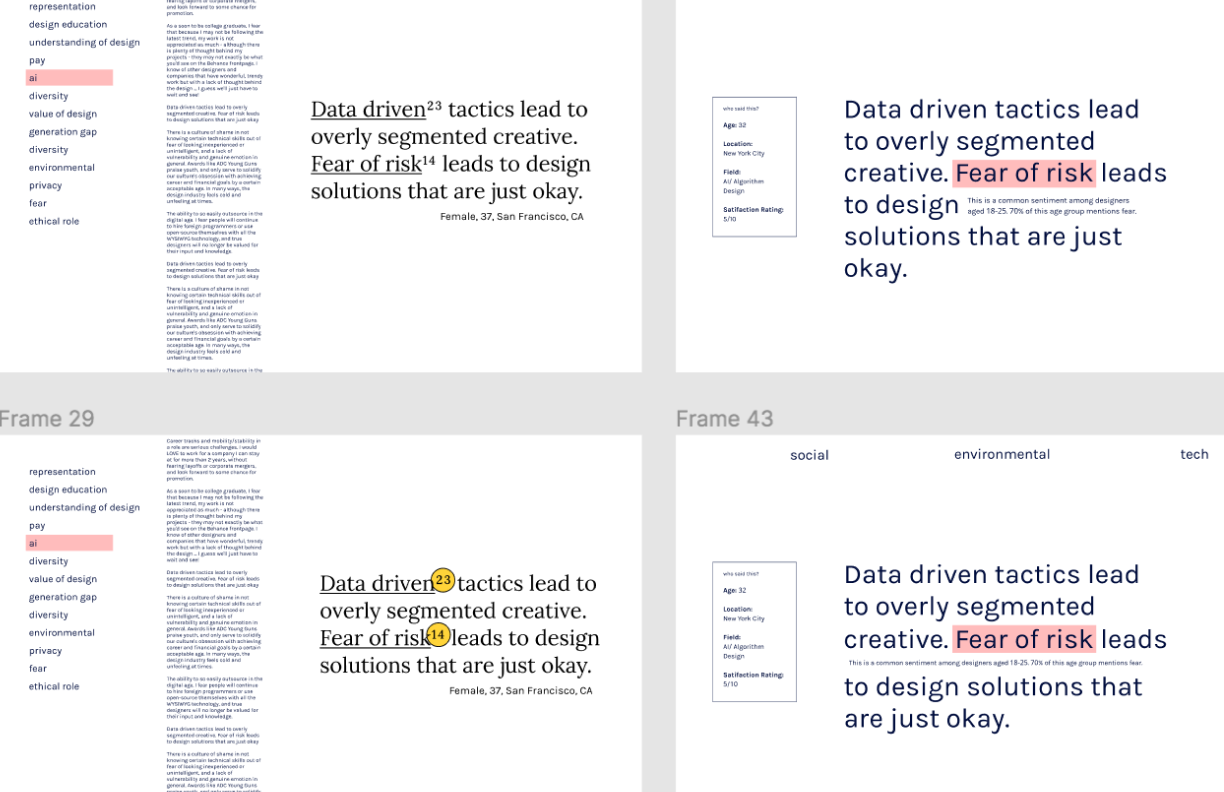 representation
design education
understanding of design
pay
ai
diversity
value of design
generation gap
diversity
environmental
privacy
fear
ethical role
fearing layoffs or corporate mergers,
and look forward to some chance for
promotion.
As a soon to be college graduate, I fear
that because I may not be following the
latest trend, my work is not
appreciated as much - although there
is plenty of thought behind my
projects - they may not exactly be what
you'd see on the Behance frontpage. I
know of other designers and
companies that have wonderful, trendy
work but with a lack of thought behind
the design ... I guess we'll just have to
wait and see!
Data driven tactics lead to overly
segmented creative. Fear of risk leads
to design solutions that are just okay
There is a culture of shame in not
knowing certain technical skills out of
fear of looking inexperienced or
unintelligent, and a lack of
vulnerability and genuine emotion in
general. Awards like ADC Young Guns
praise youth, and only serve to solidify
our culture's obsession with achieving
career and financial goals by a certain
acceptable age. In many ways, the
design industry feels cold and
unfeeling at times.
The ability to so easily outsource in the
digital age. I fear people will continue
to hire foreign programmers or use
open-source themselves with all the
WYSIWYG technology, and true
designers will no longer be valued for
their input and knowledge.
Data driven tactics lead to overly
segmented creative. Fear of risk leads
to design solutions that are just okay
There is a culture of shame in not
knowing certain technical skills out of
fear of looking inexperienced or
unintelligent, and a lack of
vulnerability and genuine emotion in
general. Awards like ADC Young Guns
praise youth, and only serve to solidify
our culture's obsession with achieving
career and financial goals by a certain
acceptable age. In many ways, the
design industry feels cold and
unfeeling at times.
The ability to so easily outsource in the
Data driven²³ tactics lead to
overly segmented creative.
Fear of risk¹⁴ leads to design
solutions that are just okay.
Female, 37, San Francisco, CA
who said this?
Age: 32
Location:
New York City
Field:
AI/ Algorithm
Design
Satifaction Rating:
5/10
Data driven tactics lead
to overly segmented
creative. Fear of risk leads
to design
This is a common sentiment among designers
aged 18-25. 70% of this age group mentions fear.
solutions that are just
okay.
Frame 29
representation
design education
understanding of design
pay
ai
diversity
value of design
generation gap
diversity
environmental
privacy
fear
ethical role
Career tracks and mobility/stability in
a role are serious challenges. I would
LOVE to work for a company I can stay
at for more than 2 years, without
fearing layoffs or corporate mergers,
and look forward to some chance for
promotion.
As a soon to be college graduate, I fear
that because I may not be following the
latest trend, my work is not
appreciated as much - although there
is plenty of thought behind my
projects - they may not exactly be what
you'd see on the Behance frontpage. I
know of other designers and
companies that have wonderful, trendy
work but with a lack of thought behind
the design ... I guess we'll just have to
wait and see!
Data driven tactics lead to overly
segmented creative. Fear of risk leads
to design solutions that are just okay
There is a culture of shame in not
knowing certain technical skills out of
fear of looking inexperienced or
unintelligent, and a lack of
vulnerability and genuine emotion in
general. Awards like ADC Young Guns
praise youth, and only serve to solidify
our culture's obsession with achieving
career and financial goals by a certain
acceptable age. In many ways, the
design industry feels cold and
unfeeling at times.
The ability to so easily outsource in the
digital age. I fear people will continue
to hire foreign programmers or use
open-source themselves with all the
WYSIWYG technology, and true
designers will no longer be valued for
their input and knowledge.
Data driven tactics lead to overly
segmented creative. Fear of risk leads
to design solutions that are just okay
There is a culture of shame in not
knowing certain technical skills out of
fear of looking inexperienced or
unintelligent, and a lack of
vulnerability and genuine emotion in
general. Awards like ADC Young Guns
praise youth, and only serve to solidify
Data driven 23 tactics lead to
overly segmented creative.
Fear of risk 14 leads to design
solutions that are just okay.
Female, 37, San Francisco, CA
Frame 43
social environmental tech
who said this?
Age: 32
Location:
New York City
Field:
AI/ Algorithm
Design
Satifaction Rating:
5/10
Data driven tactics lead
to overly segmented
creative. Fear of risk leads
This is a common sentiment among designers aged 18-25. 70% of this age group mentions fear.
to design solutions that
are just okay.